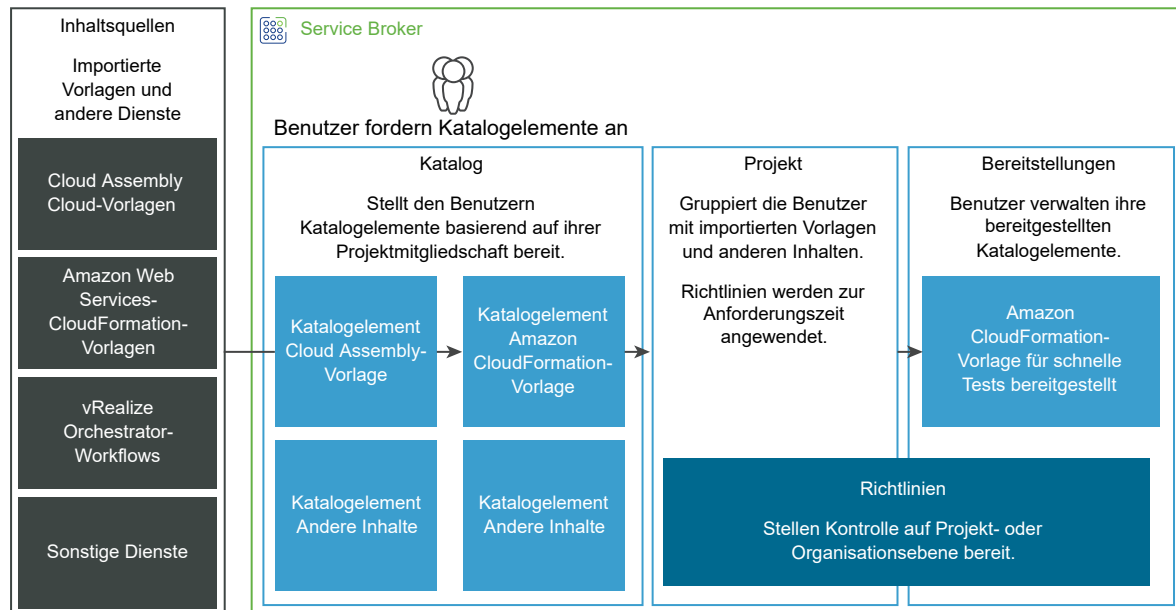 Inhaltsquellen
Importierte
Vorlagen und
andere Dienste
Cloud Assembly
Cloud-Vorlagen
Amazon Web
Services-
CloudFormation-
Vorlagen
vRealize
Orchestrator-
Workflows
Sonstige Dienste
Service Broker
Benutzer fordern Katalogelemente an
Katalog
Stellt den Benutzern
Katalogelemente basierend auf ihrer
Projektmitgliedschaft bereit.
Katalogelement
Cloud Assembly-
Vorlage
Katalogelement
Amazon
CloudFormation-
Vorlage
Katalogelement
Andere Inhalte
Katalogelement
Andere Inhalte
Projekt
Gruppiert die Benutzer
mit importierten Vorlagen
und anderen Inhalten.
Richtlinien werden zur
Anforderungszeit
angewendet.
Bereitstellungen
Benutzer verwalten ihre
bereitgestellten
Katalogelemente.
Amazon
CloudFormation-
Vorlage für schnelle
Tests bereitgestellt
Richtlinien
Stellen Kontrolle auf Projekt- oder
Organisationsebene bereit.